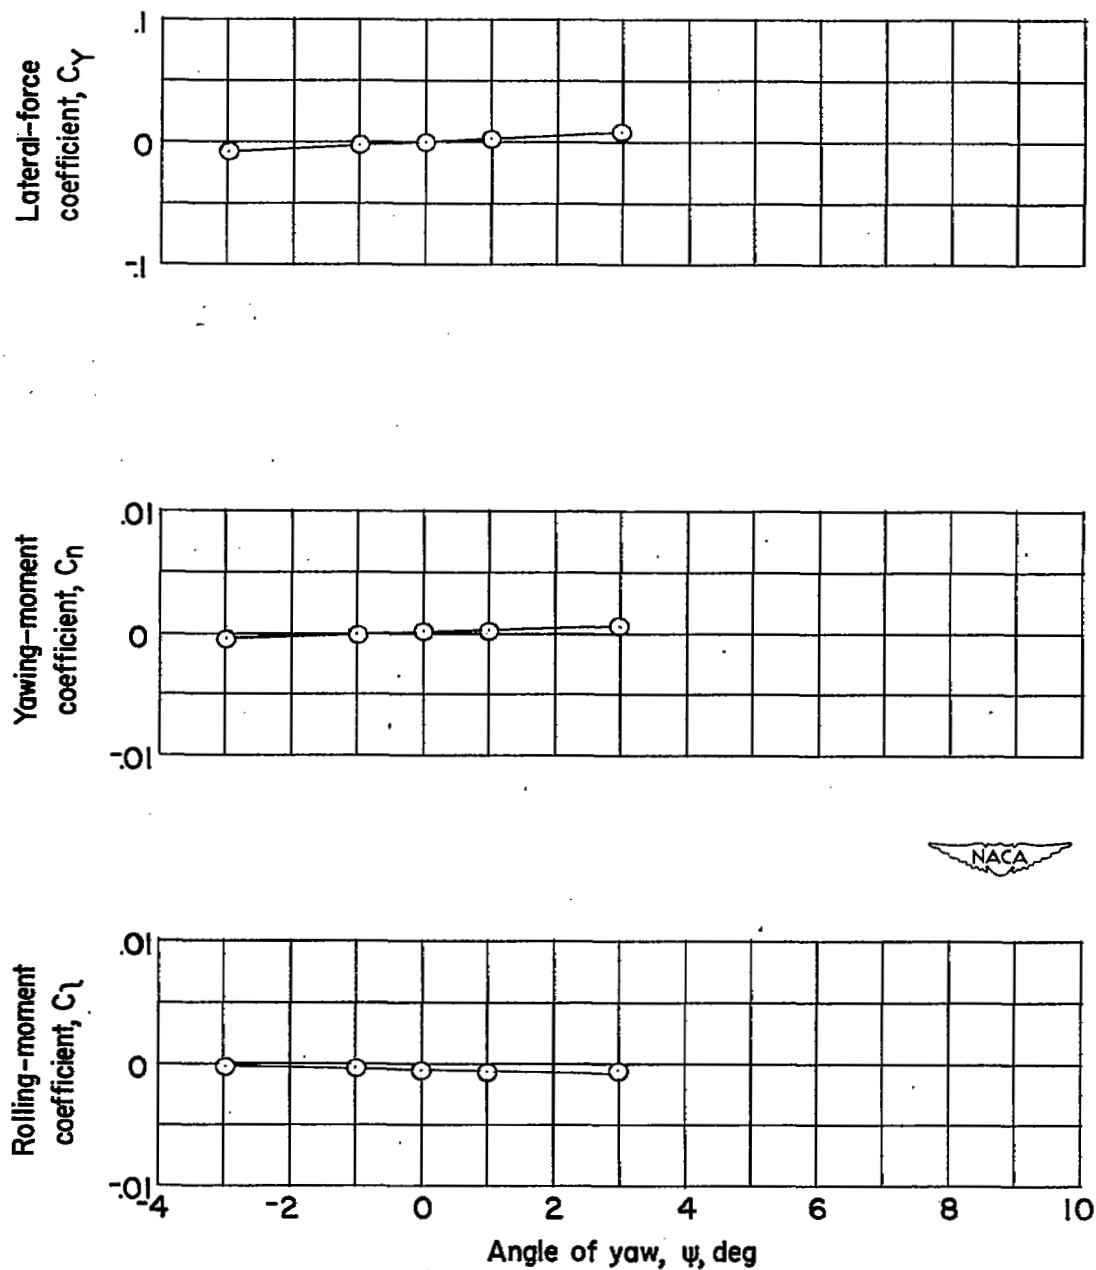 Lateral-force
coefficient, CY
.1
0
-.1
Yawing-moment
coefficient, Cn
.01
0
-.01
NACA
Rolling-moment
coefficient, Cl
.01
0
-.01
-4 -2 0 2 4 6 8 10
Angle of yaw, ψ, deg